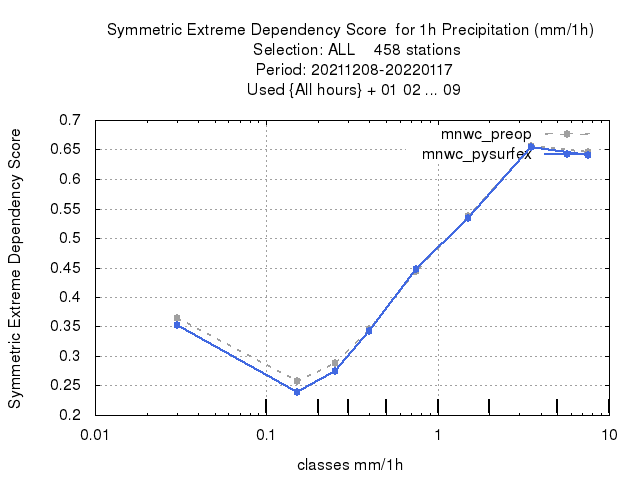 Symmetric Extreme Dependency Score  for 1h Precipitation (mm/1h)
Selection: ALL    458 stations
Period: 20211208-20220117
Used {All hours} + 01 02 ... 09
Symmetric Extreme Dependency Score
0.7
0.65
0.6
0.55
0.5
0.45
0.4
0.35
0.3
0.25
0.2
mnwc_preop
mnwc_pysurfex
0.01
0.1
1
10
classes mm/1h